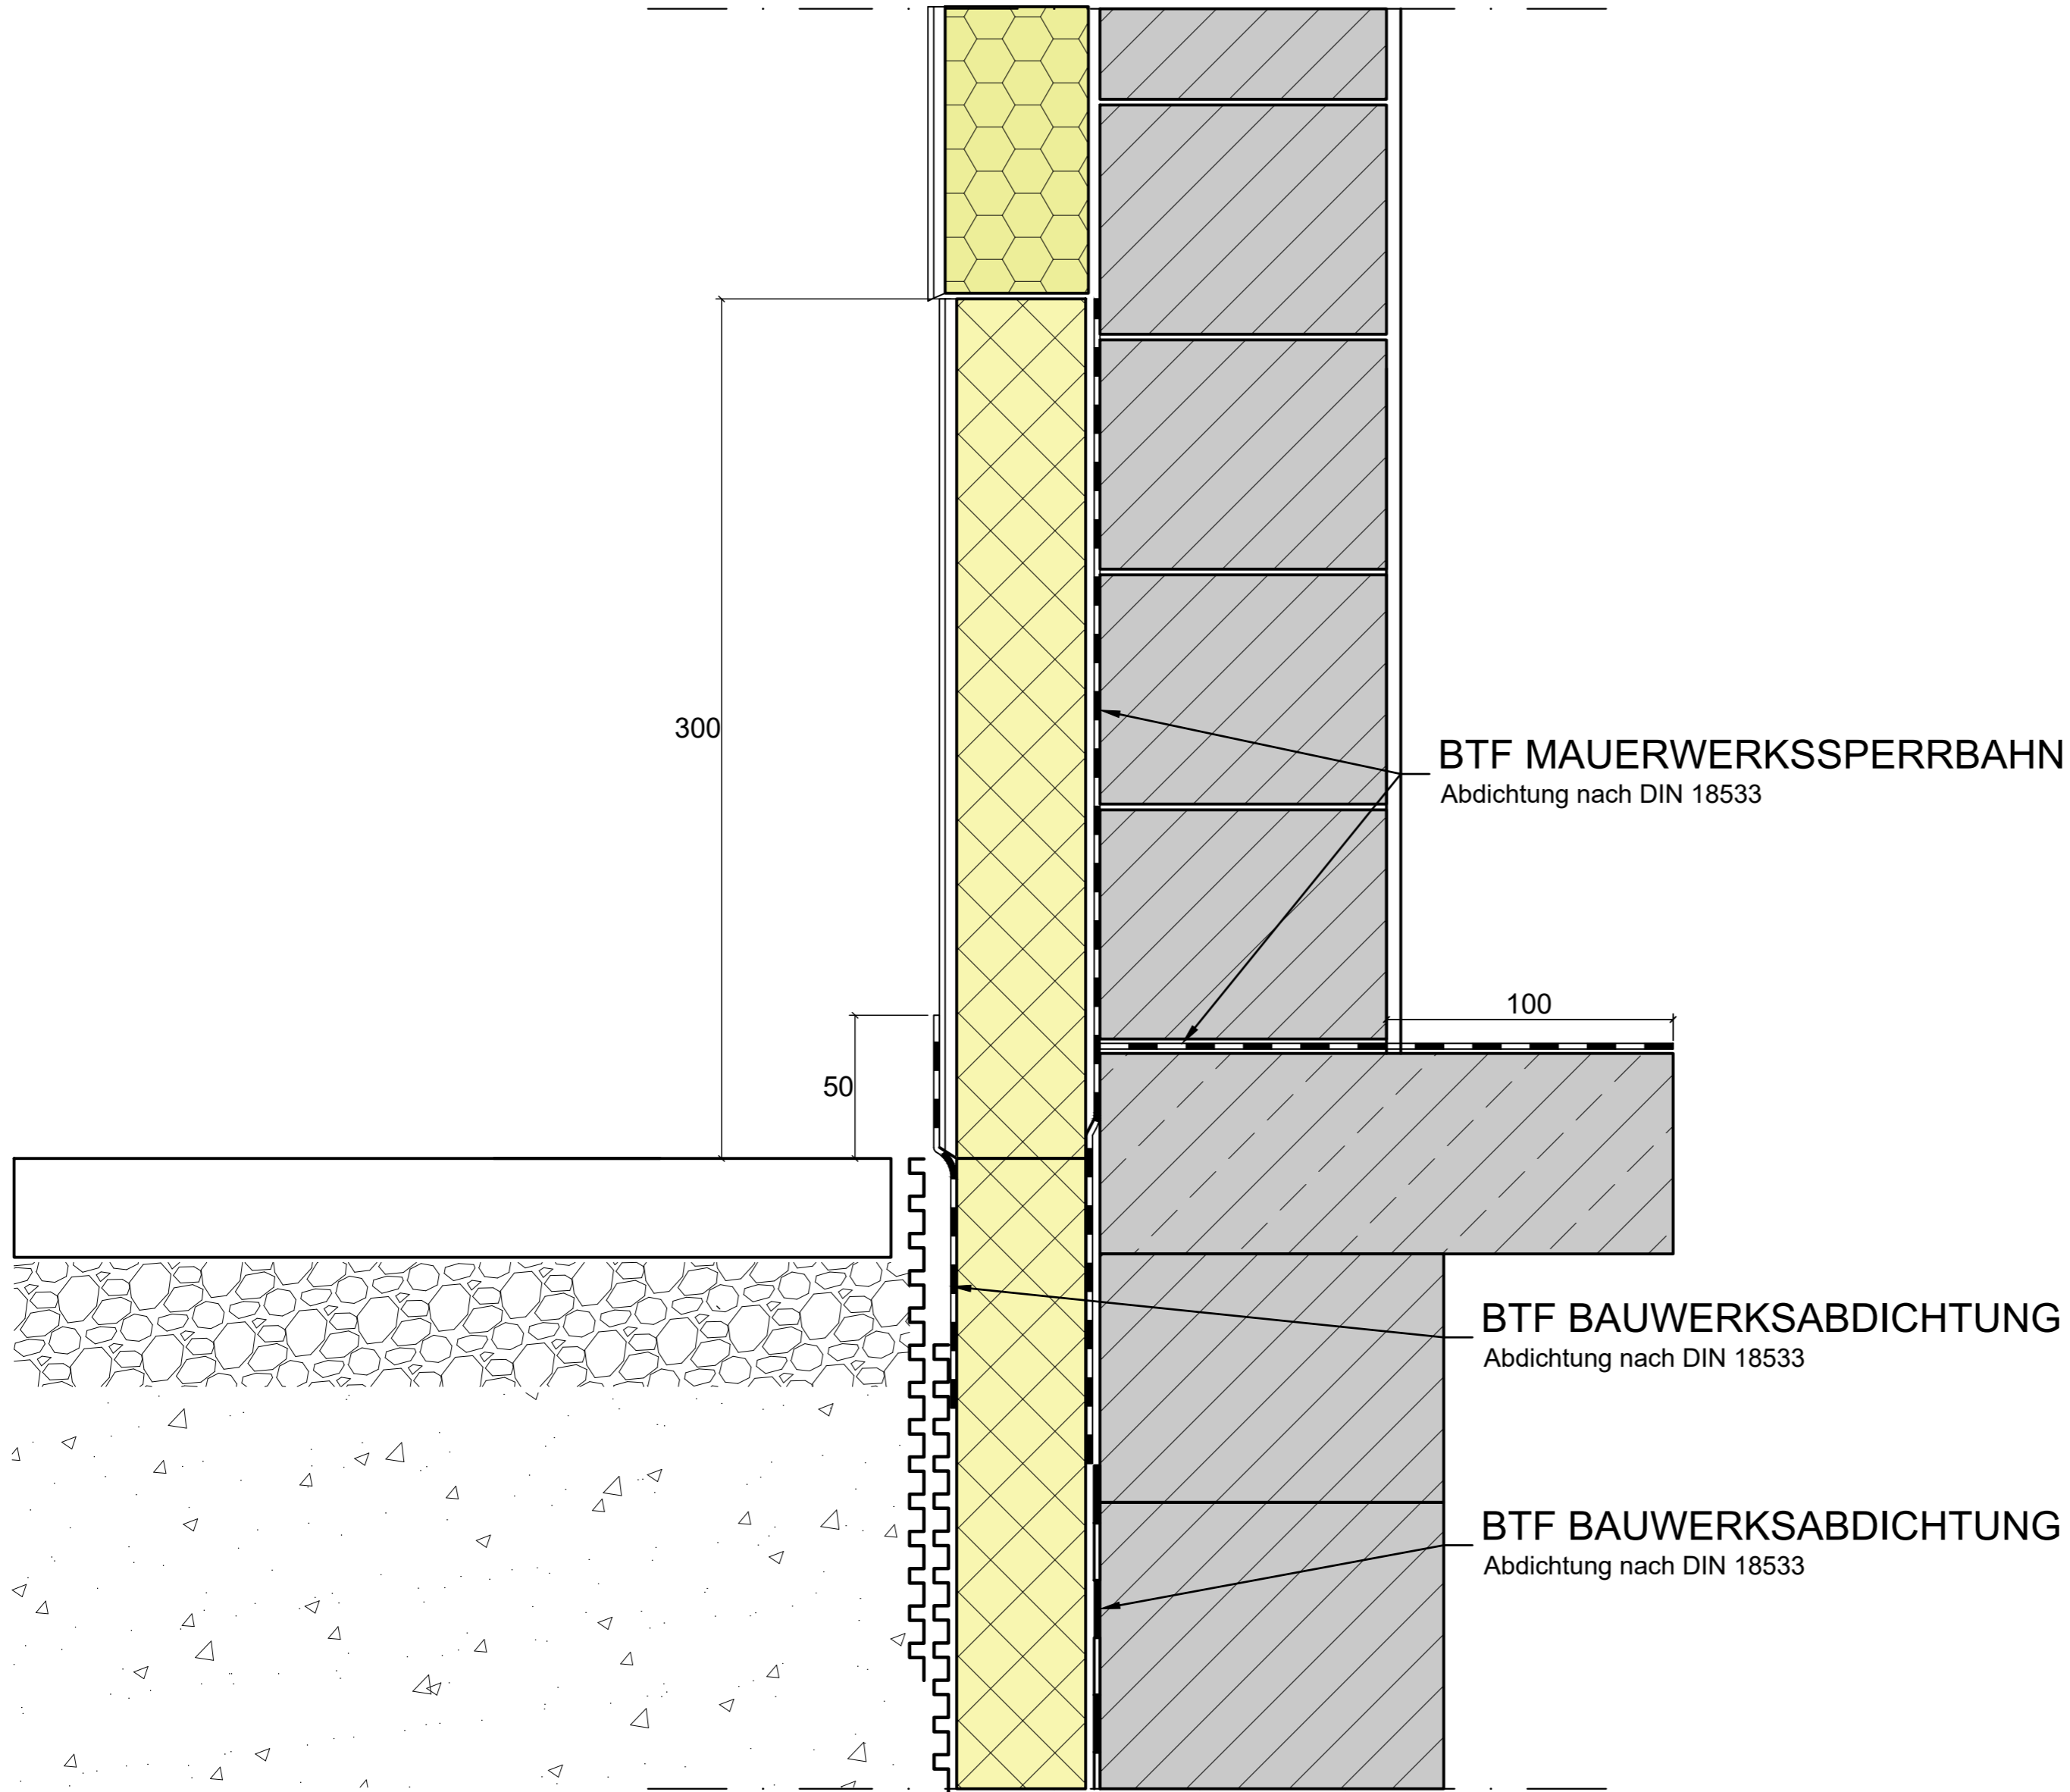 300
BTF MAUERWERKSSPERRBAHN
Abdichtung nach DIN 18533
100
50
BTF BAUWERKSABDICHTUNG
Abdichtung nach DIN 18533
BTF BAUWERKSABDICHTUNG
Abdichtung nach DIN 18533